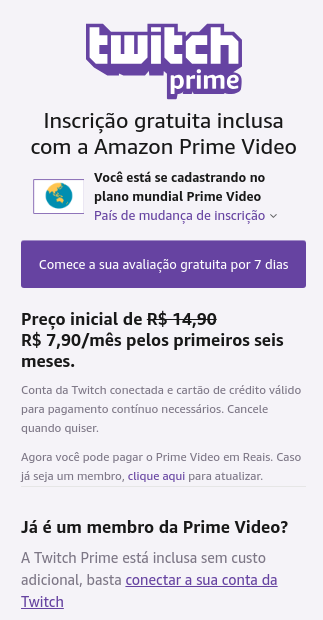 twitch
prime
Inscrição gratuita inclusa
com a Amazon Prime Video
Você está se cadastrando no
plano mundial Prime Video
País de mudança de inscrição
Comece a sua avaliação gratuita por 7 dias
Preço inicial de R$ 14,90
R$ 7,90/mês pelos primeiros seis
meses.
Conta da Twitch conectada e cartão de crédito válido
para pagamento contínuo necessários. Cancele
quando quiser.
Agora você pode pagar o Prime Video em Reais. Caso
já seja um membro, clique aqui para atualizar.
Já é um membro da Prime Video?
A Twitch Prime está inclusa sem custo
adicional, basta conectar a sua conta da
Twitch